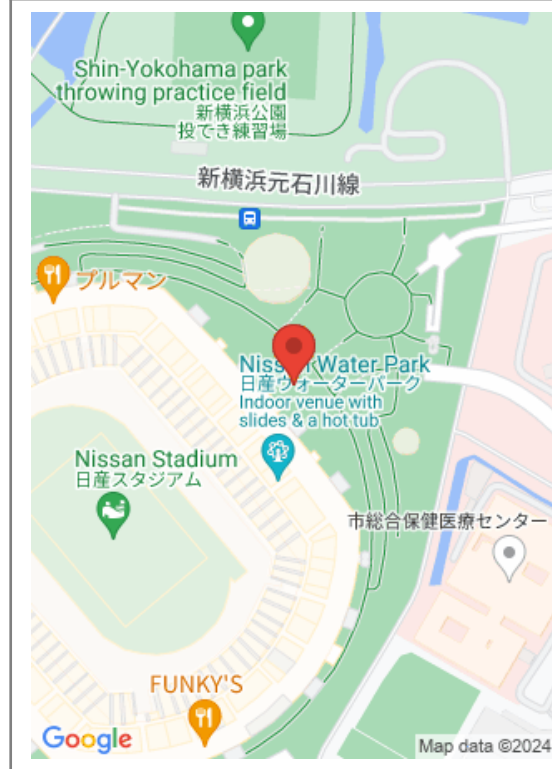 Shin-Yokohama park
throwing practice field
新横浜公園
投てき練習場
新横浜元石川線
プルマン
Nissan Water Park
日産ウォーターパーク
Indoor venue with
slides & a hot tub
Nissan Stadium
日産スタジアム
市総合保健医療センター
FUNKY'S
Google
Map data ©2024